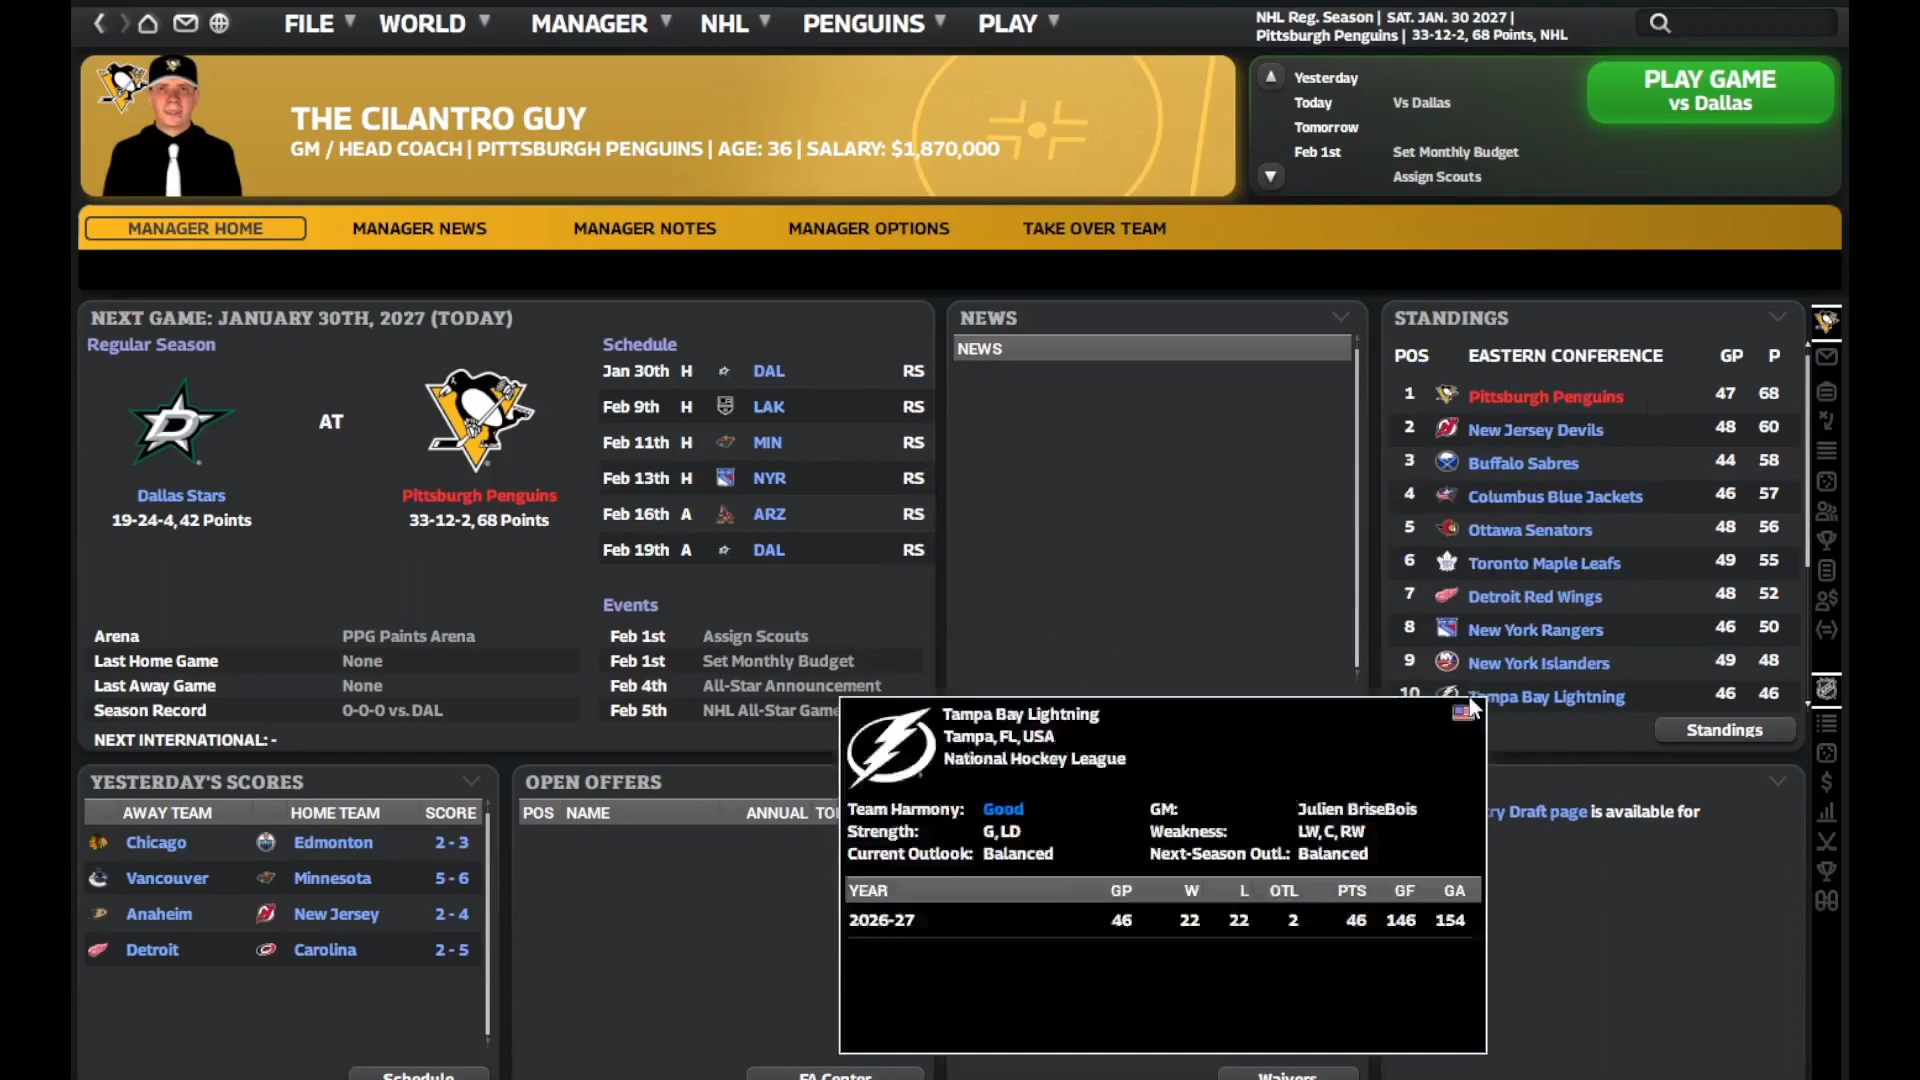 FILE WORLD MANAGER NHL PENGUINS PLAY
NHL Reg. Season | SAT. JAN. 30 2027 |
Pittsburgh Penguins | 33-12-2, 68 Points, NHL
THE CILANTRO GUY
GM / HEAD COACH | PITTSBURGH PENGUINS | AGE: 36 | SALARY: $1,870,000
Yesterday
Today Vs Dallas
Tomorrow
Feb 1st Set Monthly Budget
Assign Scouts
PLAY GAME
vs Dallas
MANAGER HOME MANAGER NEWS MANAGER NOTES MANAGER OPTIONS TAKE OVER TEAM
NEXT GAME: JANUARY 30TH, 2027 (TODAY)
Regular Season
AT
Dallas Stars
19-24-4, 42 Points
Pittsburgh Penguins
33-12-2, 68 Points
Arena PPG Paints Arena
Last Home Game None
Last Away Game None
Season Record 0-0-0 vs. DAL
NEXT INTERNATIONAL: -
Schedule
Jan 30th H DAL RS
Feb 9th H LAK RS
Feb 11th H MIN RS
Feb 13th H NYR RS
Feb 16th A ARZ RS
Feb 19th A DAL RS
Events
Feb 1st Assign Scouts
Feb 1st Set Monthly Budget
Feb 4th All-Star Announcement
Feb 5th NHL All-Star Game
NEWS
NEWS
STANDINGS
POS EASTERN CONFERENCE GP P
1 Pittsburgh Penguins 47 68
2 New Jersey Devils 48 60
3 Buffalo Sabres 44 58
4 Columbus Blue Jackets 46 57
5 Ottawa Senators 48 56
6 Toronto Maple Leafs 49 55
7 Detroit Red Wings 48 52
8 New York Rangers 46 50
9 New York Islanders 49 48
10 Tampa Bay Lightning 46 46
Standings
YESTERDAY'S SCORES
AWAY TEAM HOME TEAM SCORE
Chicago Edmonton 2 - 3
Vancouver Minnesota 5 - 6
Anaheim New Jersey 2 - 4
Detroit Carolina 2 - 5
Schedule
OPEN OFFERS
POS NAME ANNUAL TO
FA Center
Tampa Bay Lightning
Tampa, FL, USA
National Hockey League
Team Harmony: Good GM: Julien BriseBois
Strength: G, LD Weakness: LW, C, RW
Current Outlook: Balanced Next-Season Outl.: Balanced
YEAR GP W L OTL PTS GF GA
2026-27 46 22 22 2 46 146 154
ry Draft page is available for
Waivers